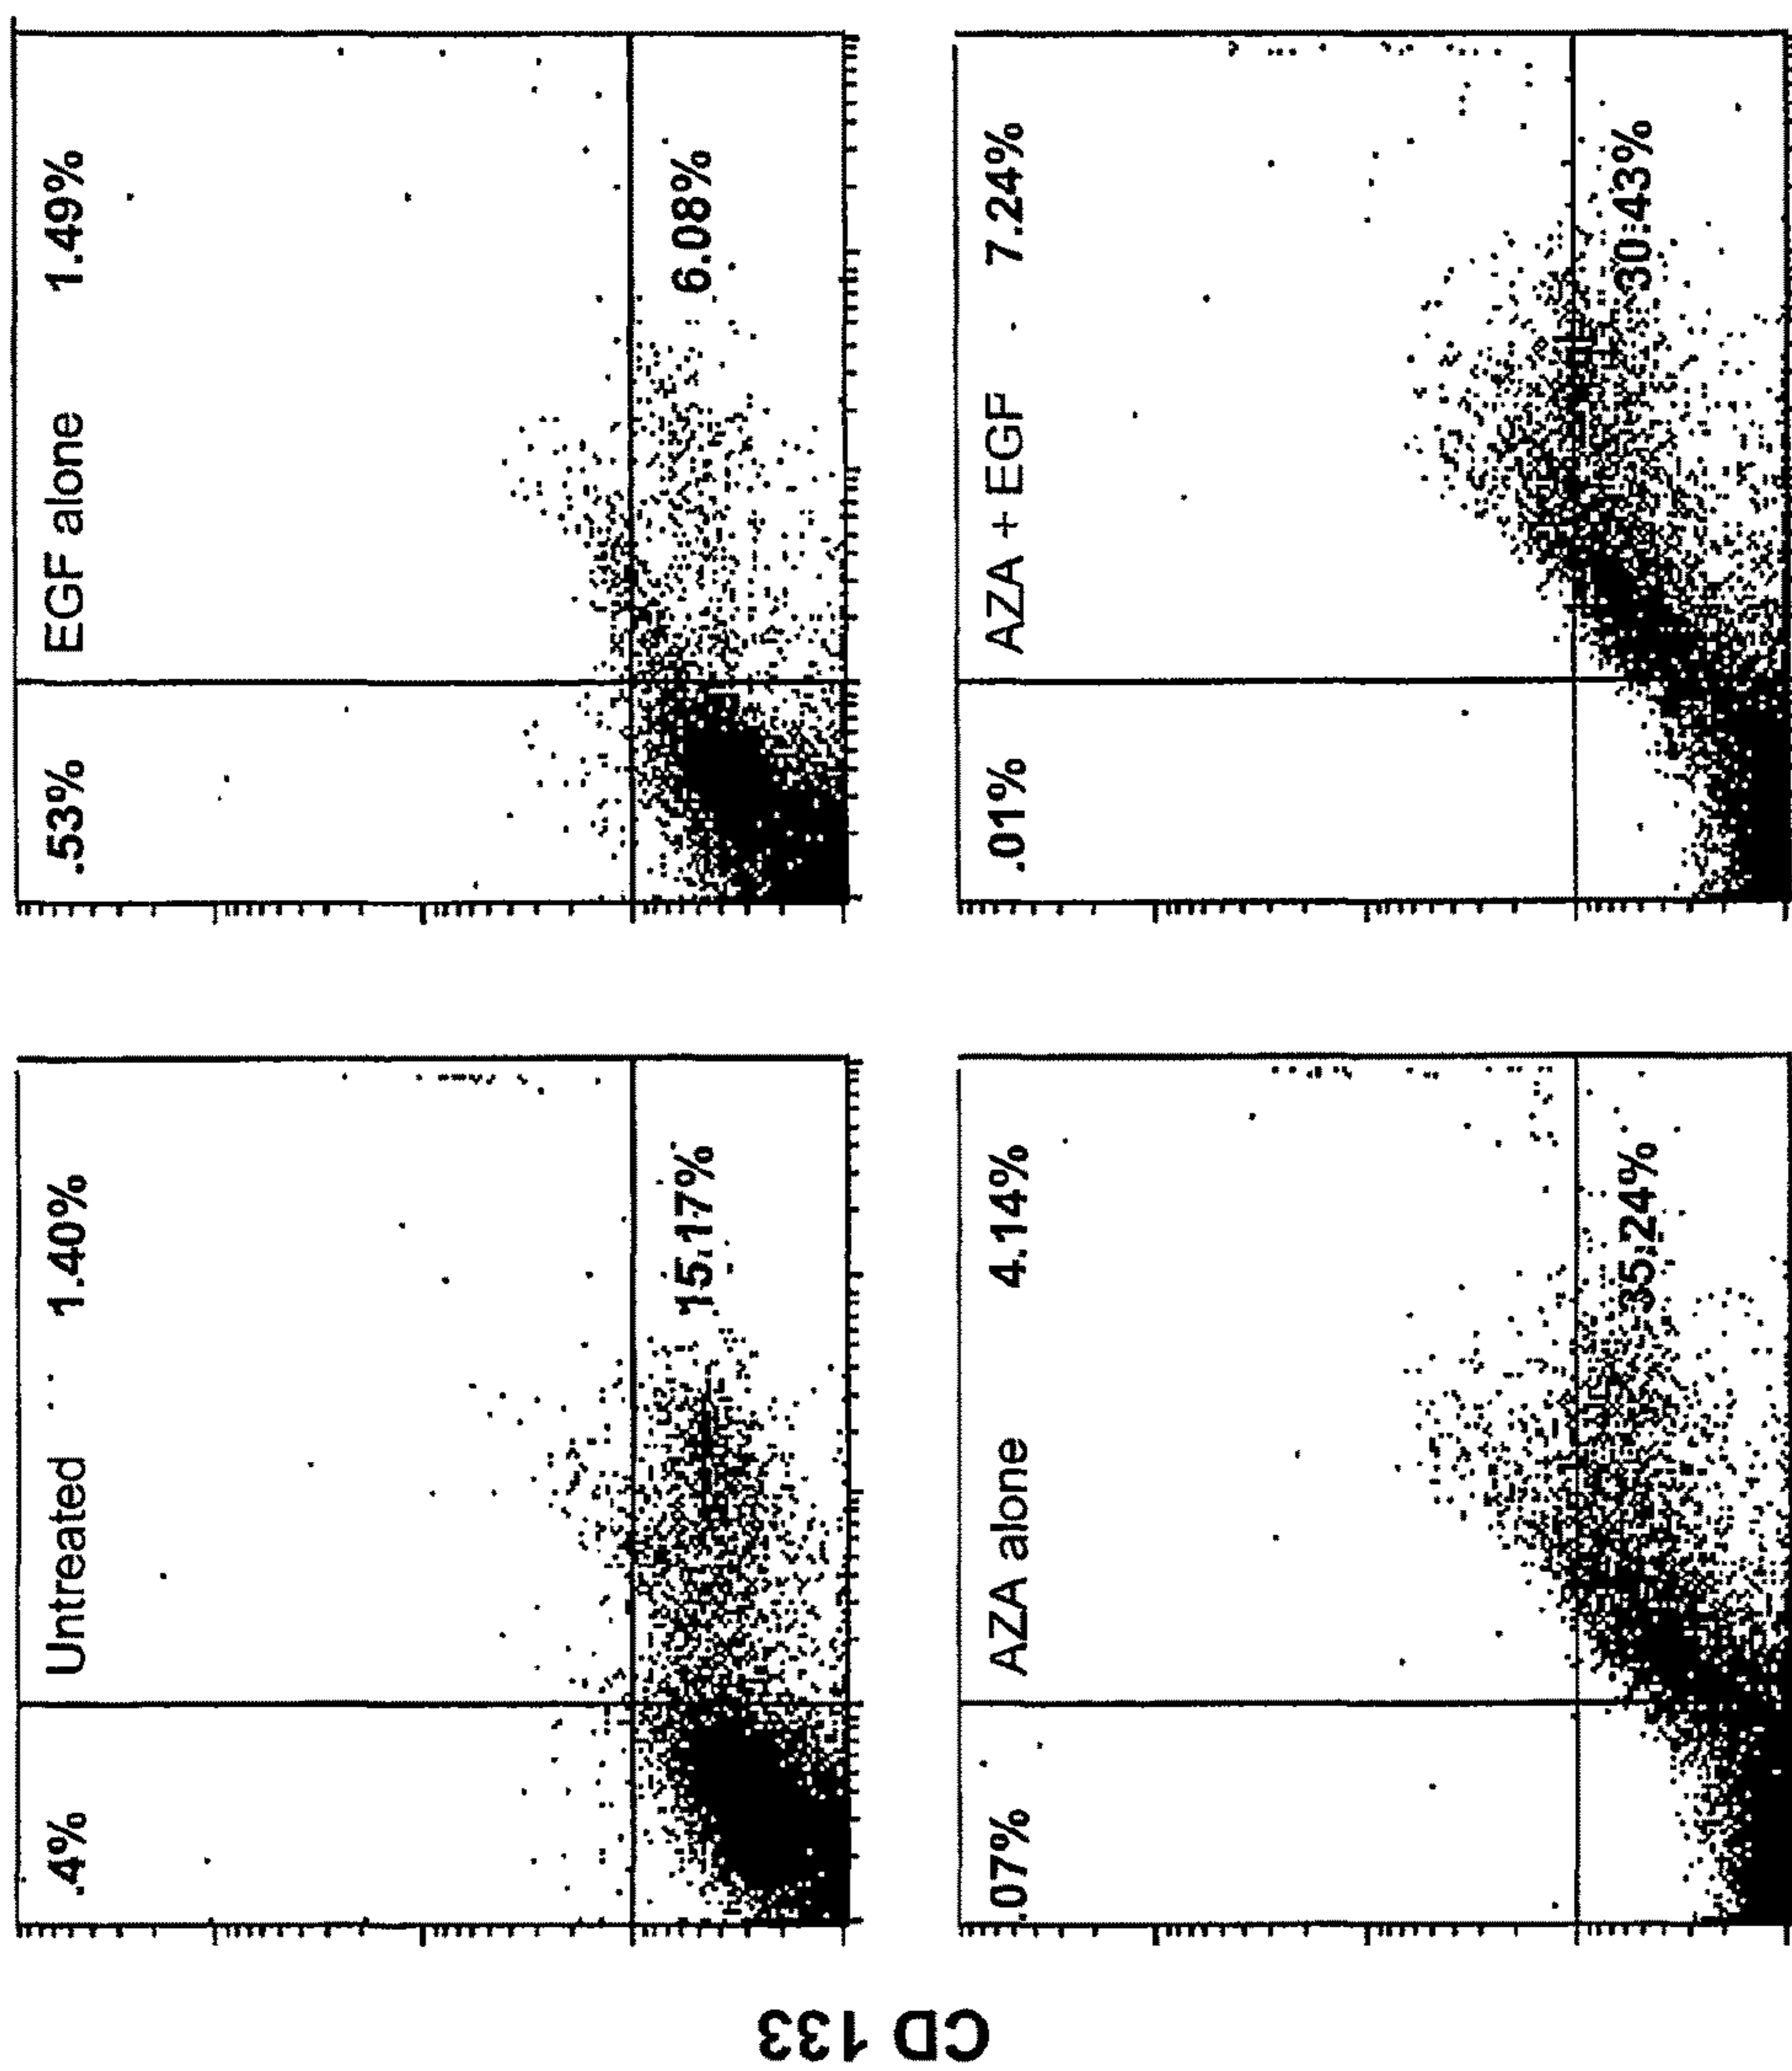 .4% Untreated 1.40%
15.17%
.53% EGF alone 1.49%
6.08%
.07% AZA alone 4.14%
35.24%
.01% AZA + EGF 7.24%
30.43%
CD 133